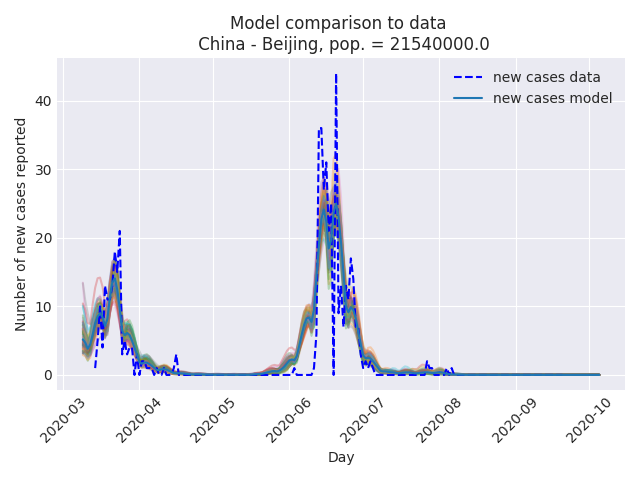 Model comparison to data
China - Beijing, pop. = 21540000.0
new cases data
new cases model
Number of new cases reported
40
30
20
10
0
2020-03
2020-04
2020-05
2020-06
2020-07
2020-08
2020-09
2020-10
Day